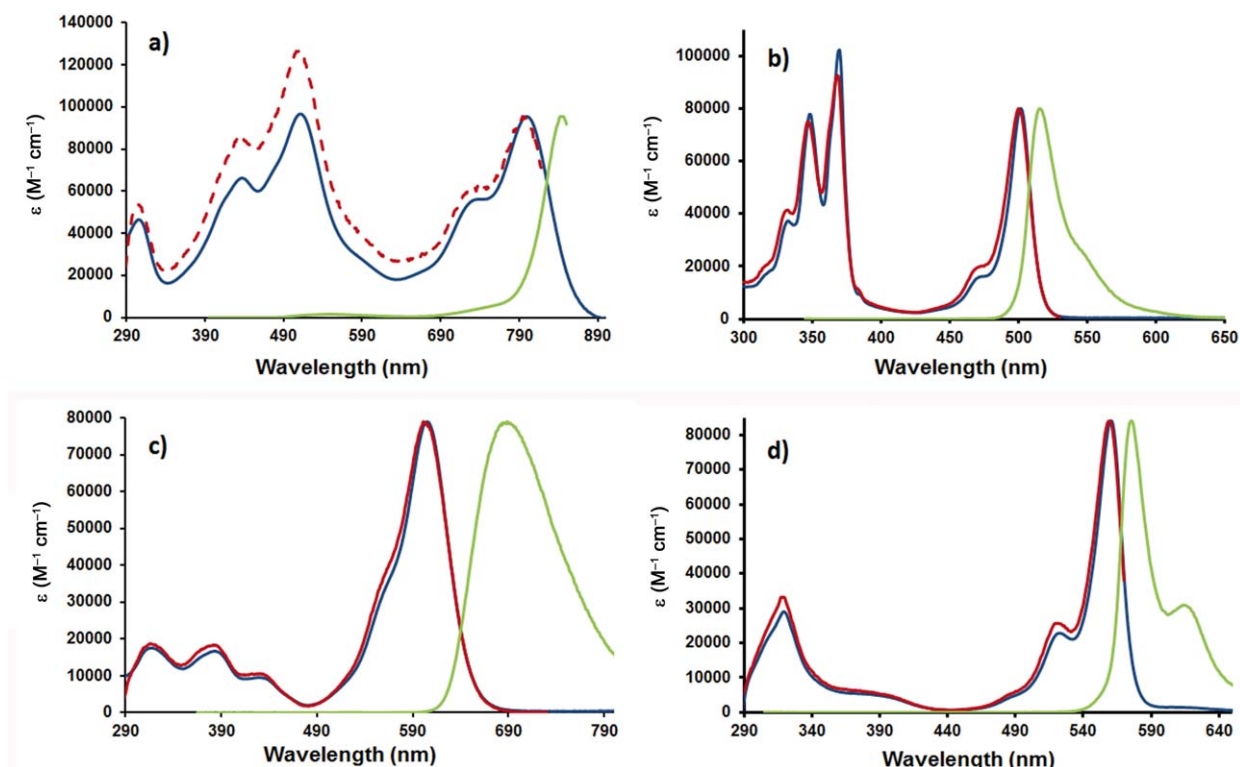 a)
140000
120000
100000
80000
60000
40000
20000
0
ε (M⁻¹ cm⁻¹)
290 390 490 590 690 790 890
Wavelength (nm)
b)
100000
80000
60000
40000
20000
0
ε (M⁻¹ cm⁻¹)
300 350 400 450 500 550 600 650
Wavelength (nm)
c)
80000
70000
60000
50000
40000
30000
20000
10000
0
ε (M⁻¹ cm⁻¹)
290 390 490 590 690 790
Wavelength (nm)
d)
80000
70000
60000
50000
40000
30000
20000
10000
0
ε (M⁻¹ cm⁻¹)
290 340 390 440 490 540 590 640
Wavelength (nm)